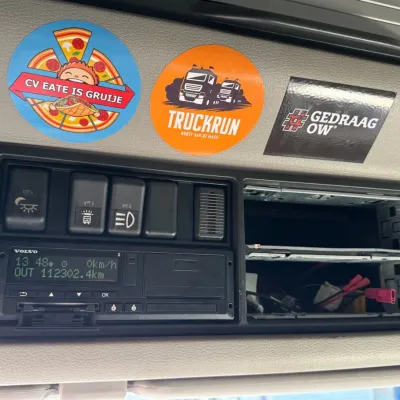 CV EATE IS GRUIJE
TRUCKRUN
#GEDRAAG
OW
VOLVO
13 48 0km/h
OUT 112302.4km
OK